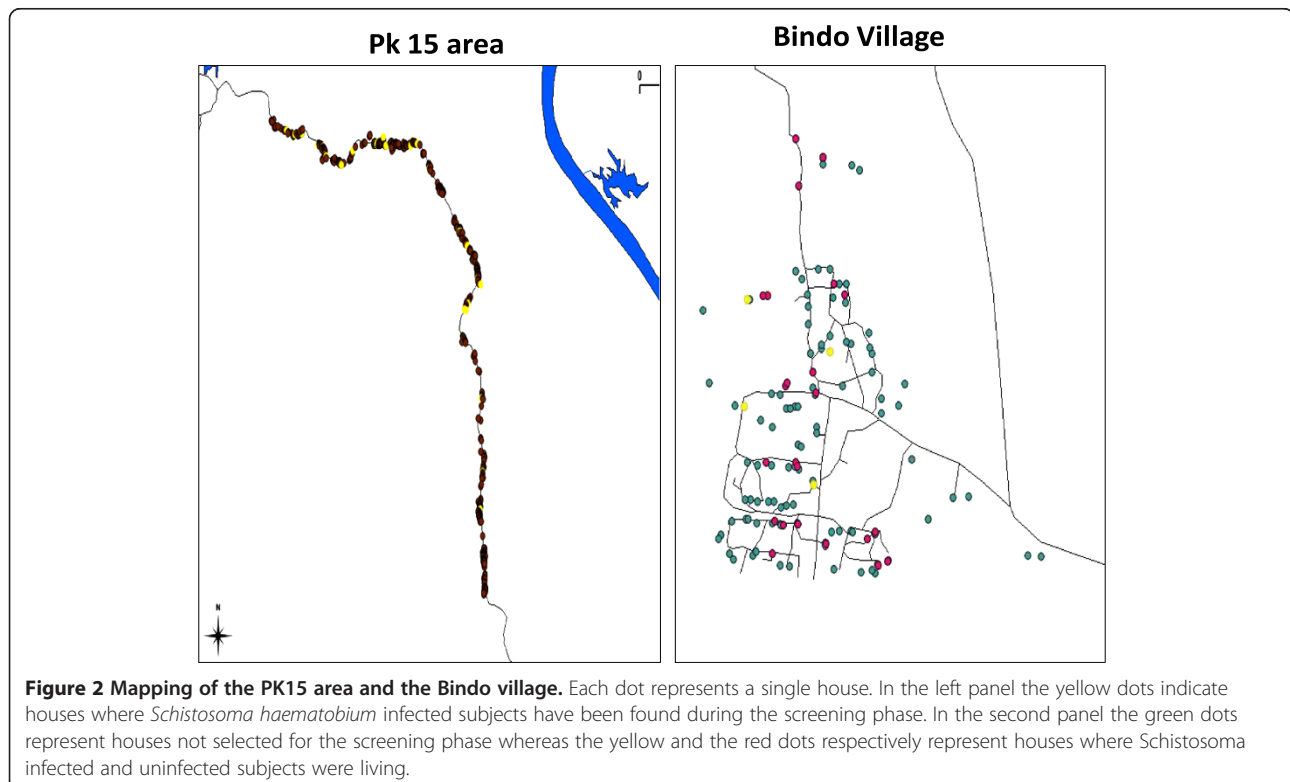 Pk 15 area
Bindo Village
0
N
Figure 2 Mapping of the PK15 area and the Bindo village. Each dot represents a single house. In the left panel the yellow dots indicate
houses where Schistosoma haematobium infected subjects have been found during the screening phase. In the second panel the green dots
represent houses not selected for the screening phase whereas the yellow and the red dots respectively represent houses where Schistosoma
infected and uninfected subjects were living.